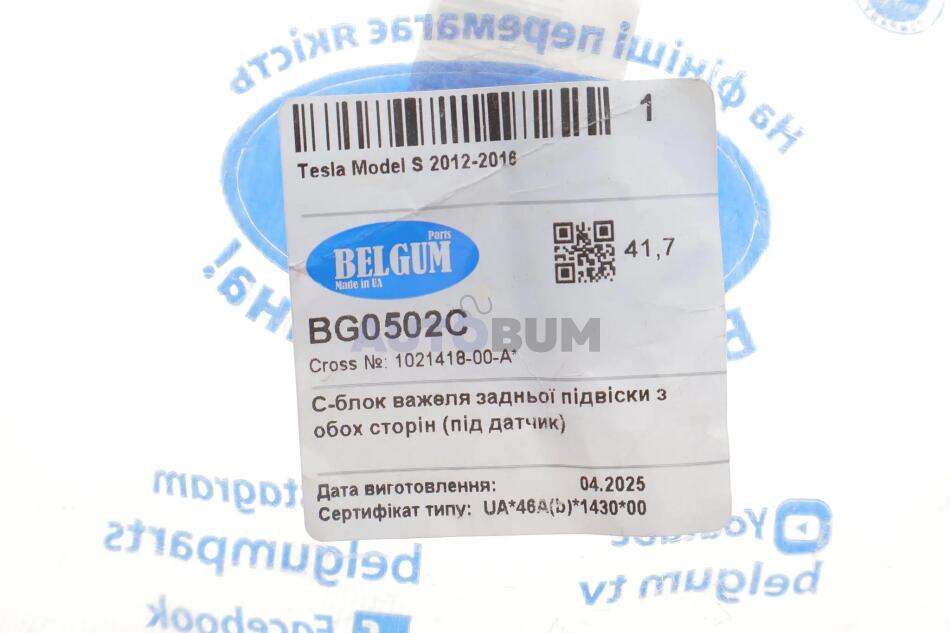 На фініші перемагає якість
1
Tesla Model S 2012-2016
Parts
BELGUM
Made in UA
41,7
BG0502C
AUTOBUM
Cross №: 1021418-00-A*
С-блок важеля задньої підвіски з
обох сторін (під датчик)
Дата виготовлення: 04.2025
Сертифікат типу: UA*46A(b)*1430*00
belgumparts
YouTube
belgum tv
Facebook